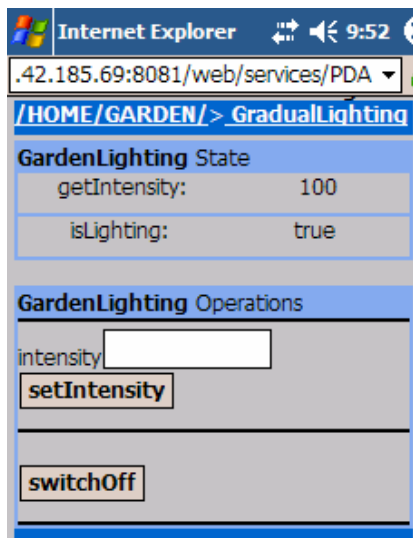 Internet Explorer 9:52
.42.185.69:8081/web/services/PDA
/HOME/GARDEN/> GradualLighting
GardenLighting State
getIntensity: 100
isLighting: true
GardenLighting Operations
intensity
setIntensity
switchOff